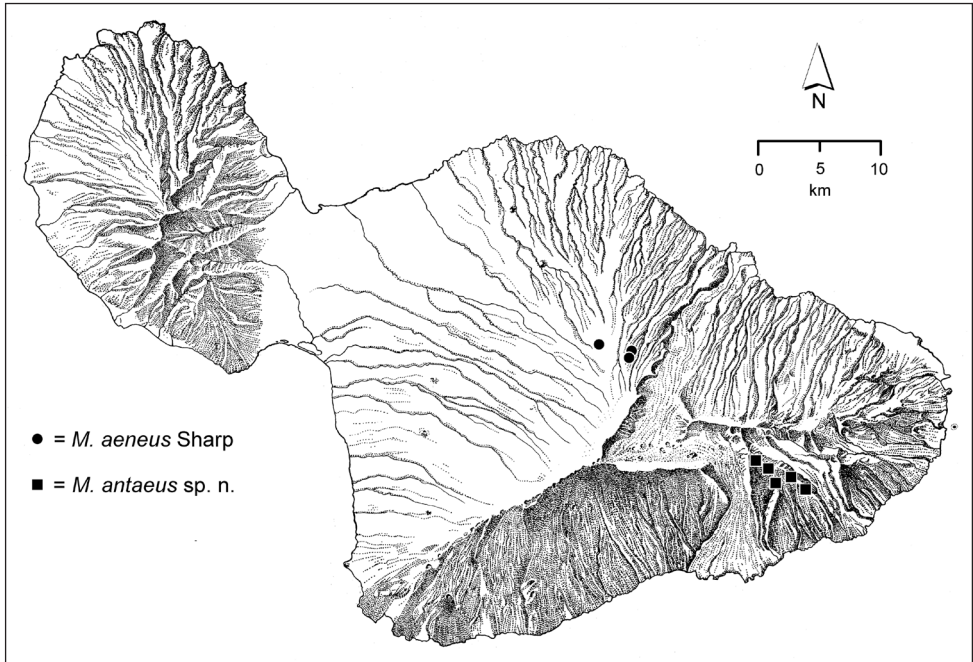 N
0 5 10
km
● = M. aeneus Sharp
■ = M. antaeus sp. n.